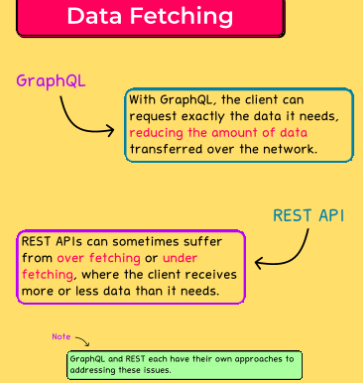 Data Fetching
GraphQL
With GraphQL, the client can
request exactly the data it needs,
reducing the amount of data
transferred over the network.
REST API
REST APIs can sometimes suffer
from over fetching or under
fetching, where the client receives
more or less data than it needs.
Note
GraphQL and REST each have their own approaches to
addressing these issues.